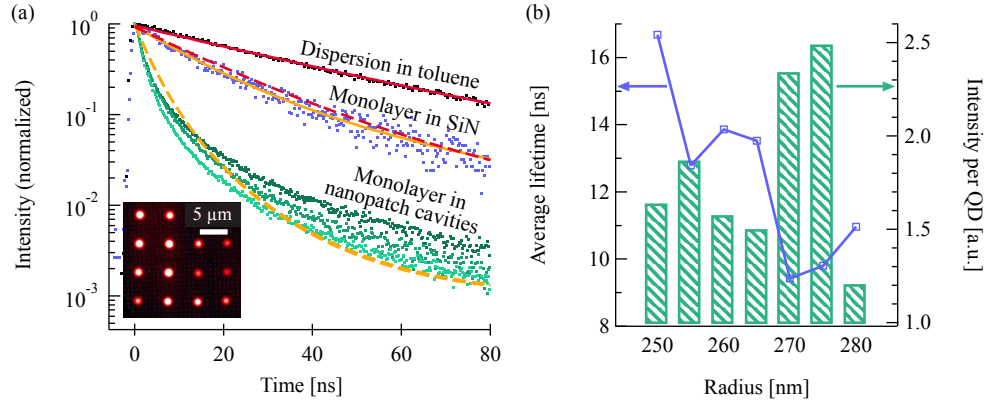 (a)
Intensity (normalized)
10⁰
10⁻¹
10⁻²
10⁻³
Dispersion in toluene
Monolayer in SiN
Monolayer in
nanopatch cavities
5 µm
0
20
40
60
80
Time [ns]
(b)
Average lifetime [ns]
16
14
12
10
8
250
260
270
280
Radius [nm]
2.5
2.0
1.5
1.0
Intensity per QD [a.u.]